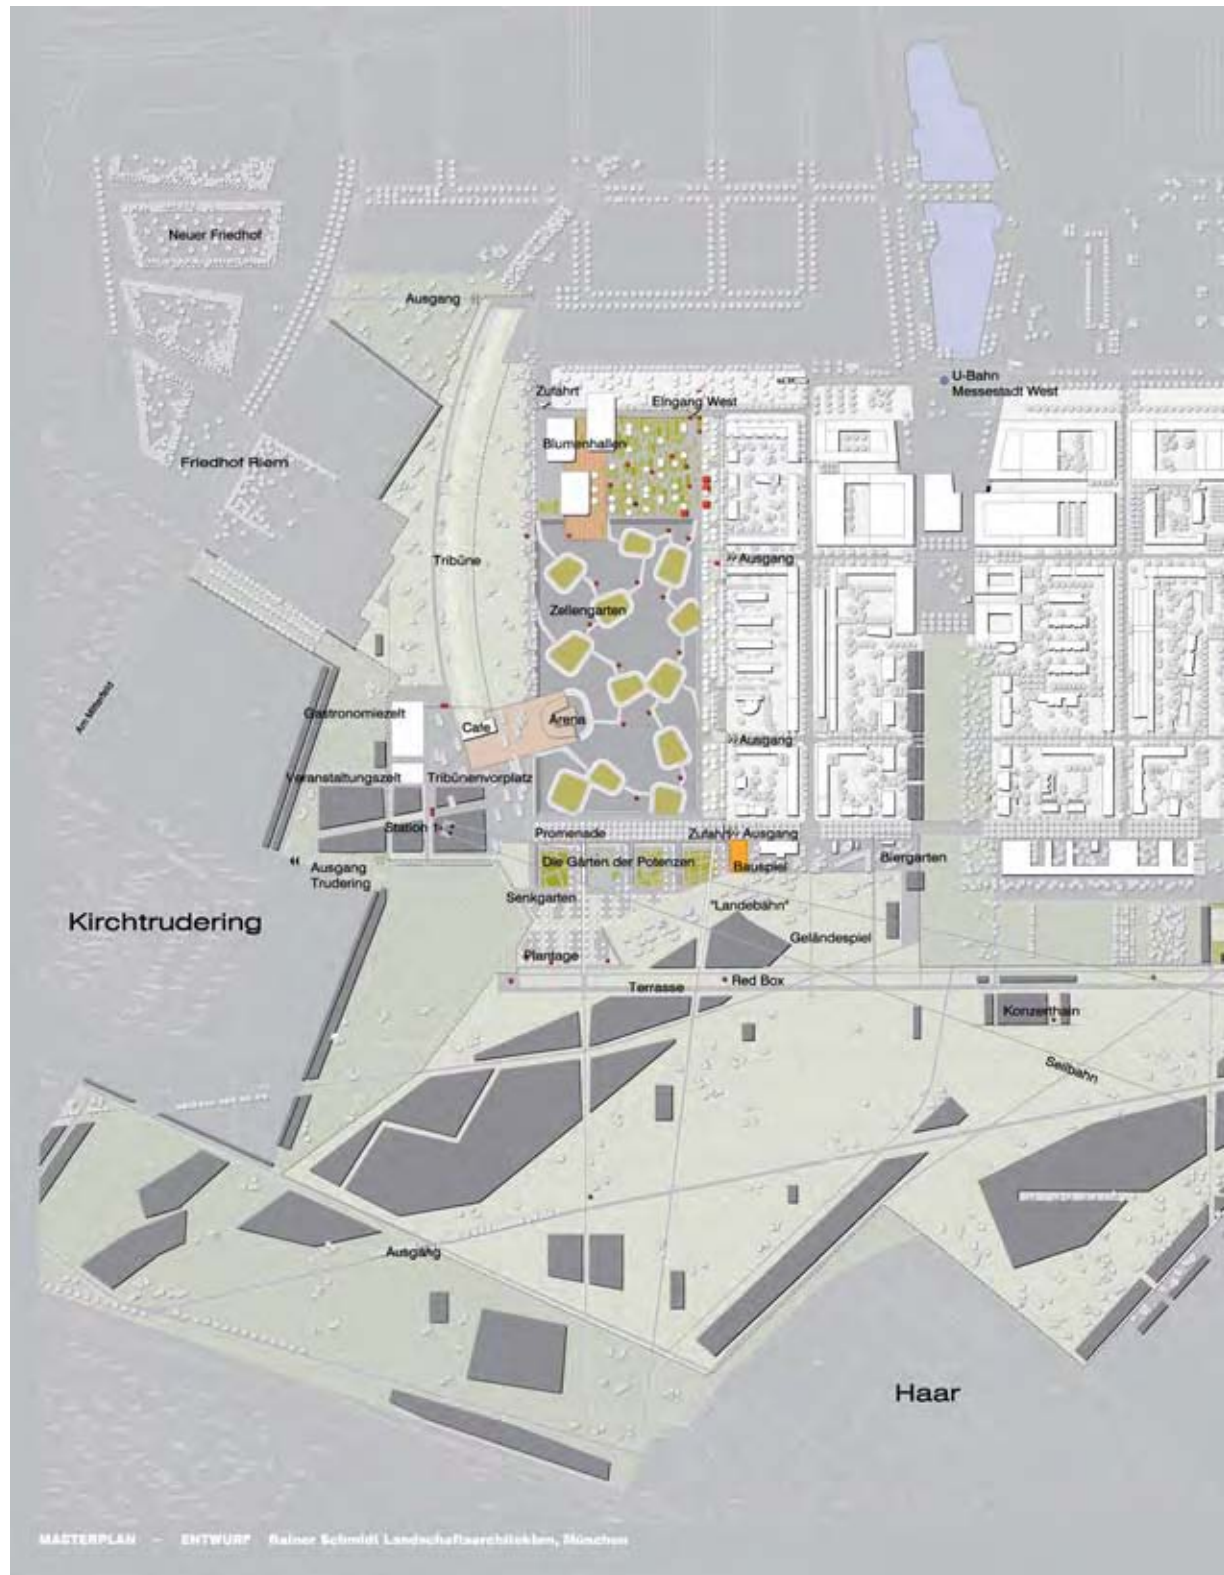 Neuer Friedhof
Ausgang
U-Bahn
Messestadt West
Zufahrt
Eingang West
Blumenhallen
Friedhof Riem
Tribüne
Ausgang
Zellengarten
Am Mitterfeld
Gastronomiezelt
Cafe
Arena
Ausgang
Veranstaltungszelt
Tribünenvorplatz
Station 1
Promenade
Zufahrt
Ausgang
Ausgang
Trudering
Die Gärten der Potenzen
Bauspiel
Biergarten
Senkgarten
"Landebahn"
Kirchtrudering
Geländespiel
Plantage
Terrasse
Red Box
Konzerthain
Seilbahn
Ausgang
Haar
MASTERPLAN – ENTWURF Rainer Schmidt Landschaftsarchitekten, München